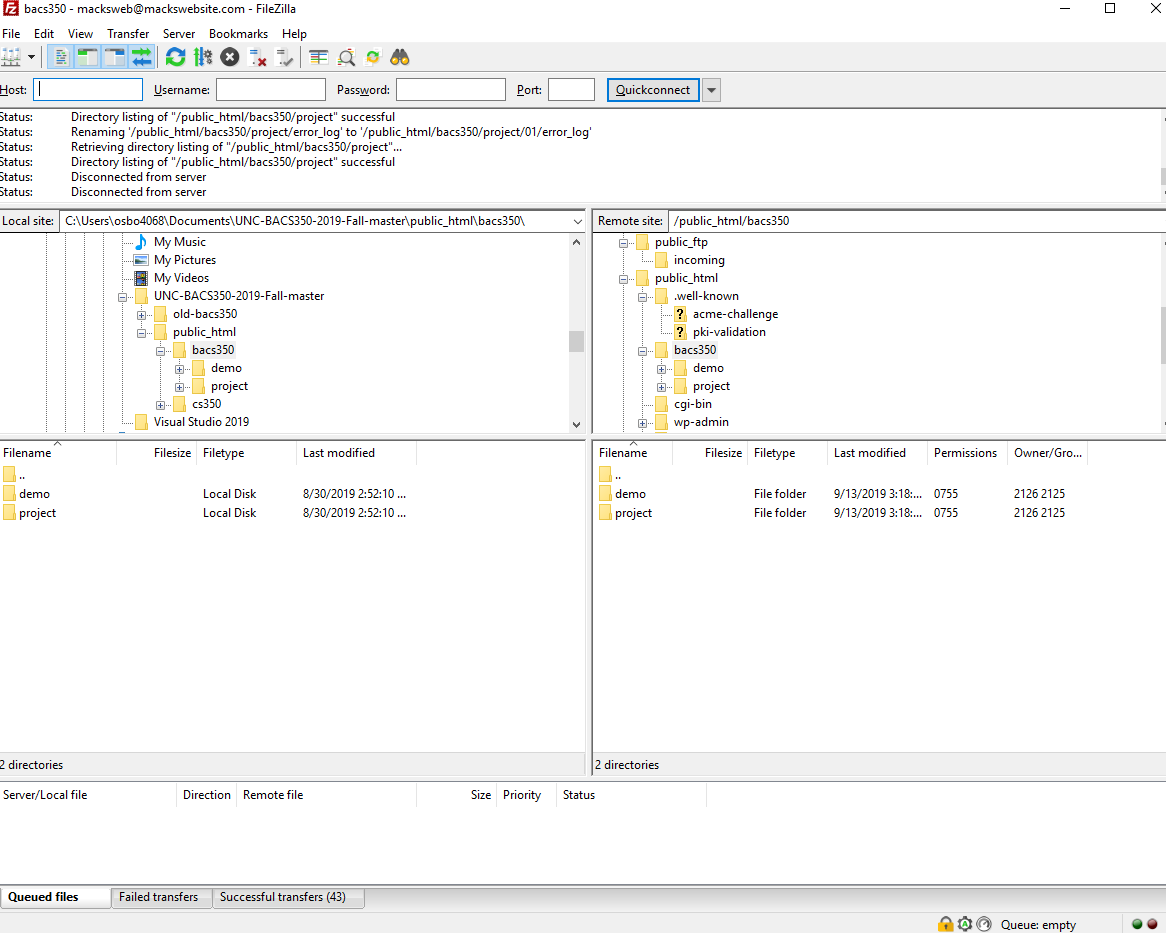 bacs350 - macksweb@mackswebsite.com - FileZilla
File Edit View Transfer Server Bookmarks Help
Host: Username: Password: Port: Quickconnect
Status: Directory listing of "/public_html/bacs350/project" successful
Status: Renaming '/public_html/bacs350/project/error_log' to '/public_html/bacs350/project/01/error_log'
Status: Retrieving directory listing of "/public_html/bacs350/project"...
Status: Directory listing of "/public_html/bacs350/project" successful
Status: Disconnected from server
Status: Disconnected from server
Local site: C:\Users\osbo4068\Documents\UNC-BACS350-2019-Fall-master\public_html\bacs350\
My Music
My Pictures
My Videos
UNC-BACS350-2019-Fall-master
old-bacs350
public_html
bacs350
demo
project
cs350
Visual Studio 2019
Filename Filesize Filetype Last modified
..
demo Local Disk 8/30/2019 2:52:10 ...
project Local Disk 8/30/2019 2:52:10 ...
2 directories
Remote site: /public_html/bacs350
public_ftp
incoming
public_html
.well-known
? acme-challenge
? pki-validation
bacs350
demo
project
cgi-bin
wp-admin
Filename Filesize Filetype Last modified Permissions Owner/Gro...
..
demo File folder 9/13/2019 3:18:... 0755 2126 2125
project File folder 9/13/2019 3:18:... 0755 2126 2125
2 directories
Server/Local file Direction Remote file Size Priority Status
Queued files Failed transfers Successful transfers (43)
Queue: empty